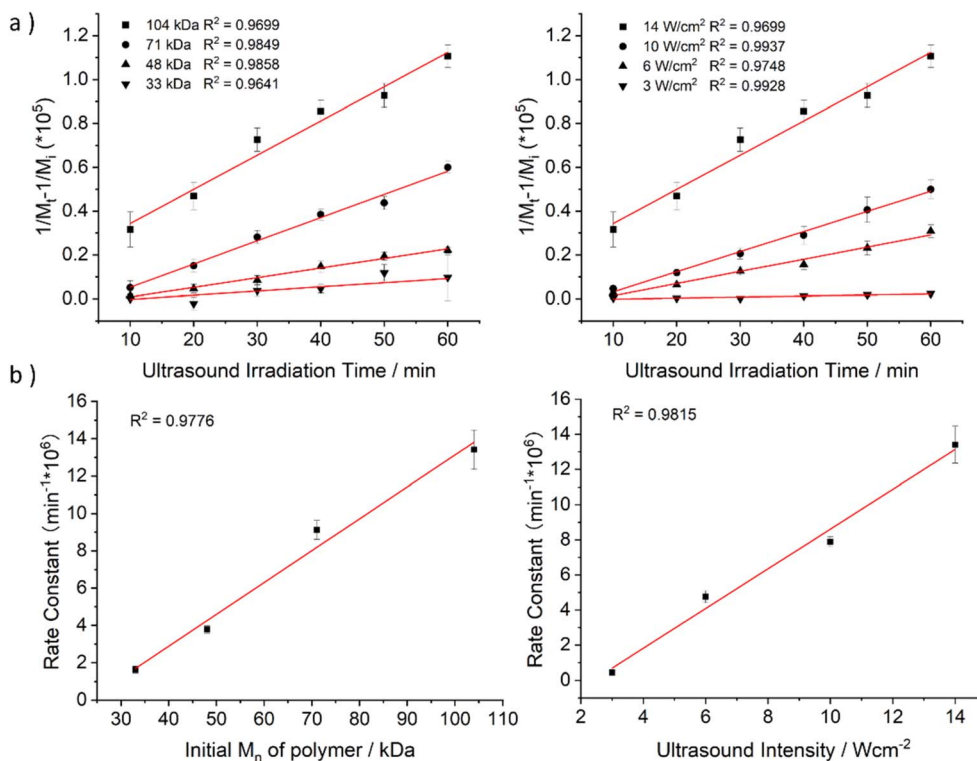 a )
104 kDa R² = 0.9699
71 kDa R² = 0.9849
48 kDa R² = 0.9858
33 kDa R² = 0.9641
1/Mt-1/Mi (*10⁵)
1.2
1.0
0.8
0.6
0.4
0.2
0.0
10 20 30 40 50 60
Ultrasound Irradiation Time / min
14 W/cm² R² = 0.9699
10 W/cm² R² = 0.9937
6 W/cm² R² = 0.9748
3 W/cm² R² = 0.9928
1/Mt-1/Mi (*10⁵)
1.2
1.0
0.8
0.6
0.4
0.2
0.0
10 20 30 40 50 60
Ultrasound Irradiation Time / min
b )
R² = 0.9776
Rate Constant (min⁻¹*10⁶)
16
14
12
10
8
6
4
2
0
30 40 50 60 70 80 90 100 110
Initial Mn of polymer / kDa
R² = 0.9815
Rate Constant (min⁻¹*10⁶)
16
14
12
10
8
6
4
2
0
2 4 6 8 10 12 14
Ultrasound Intensity / Wcm⁻²